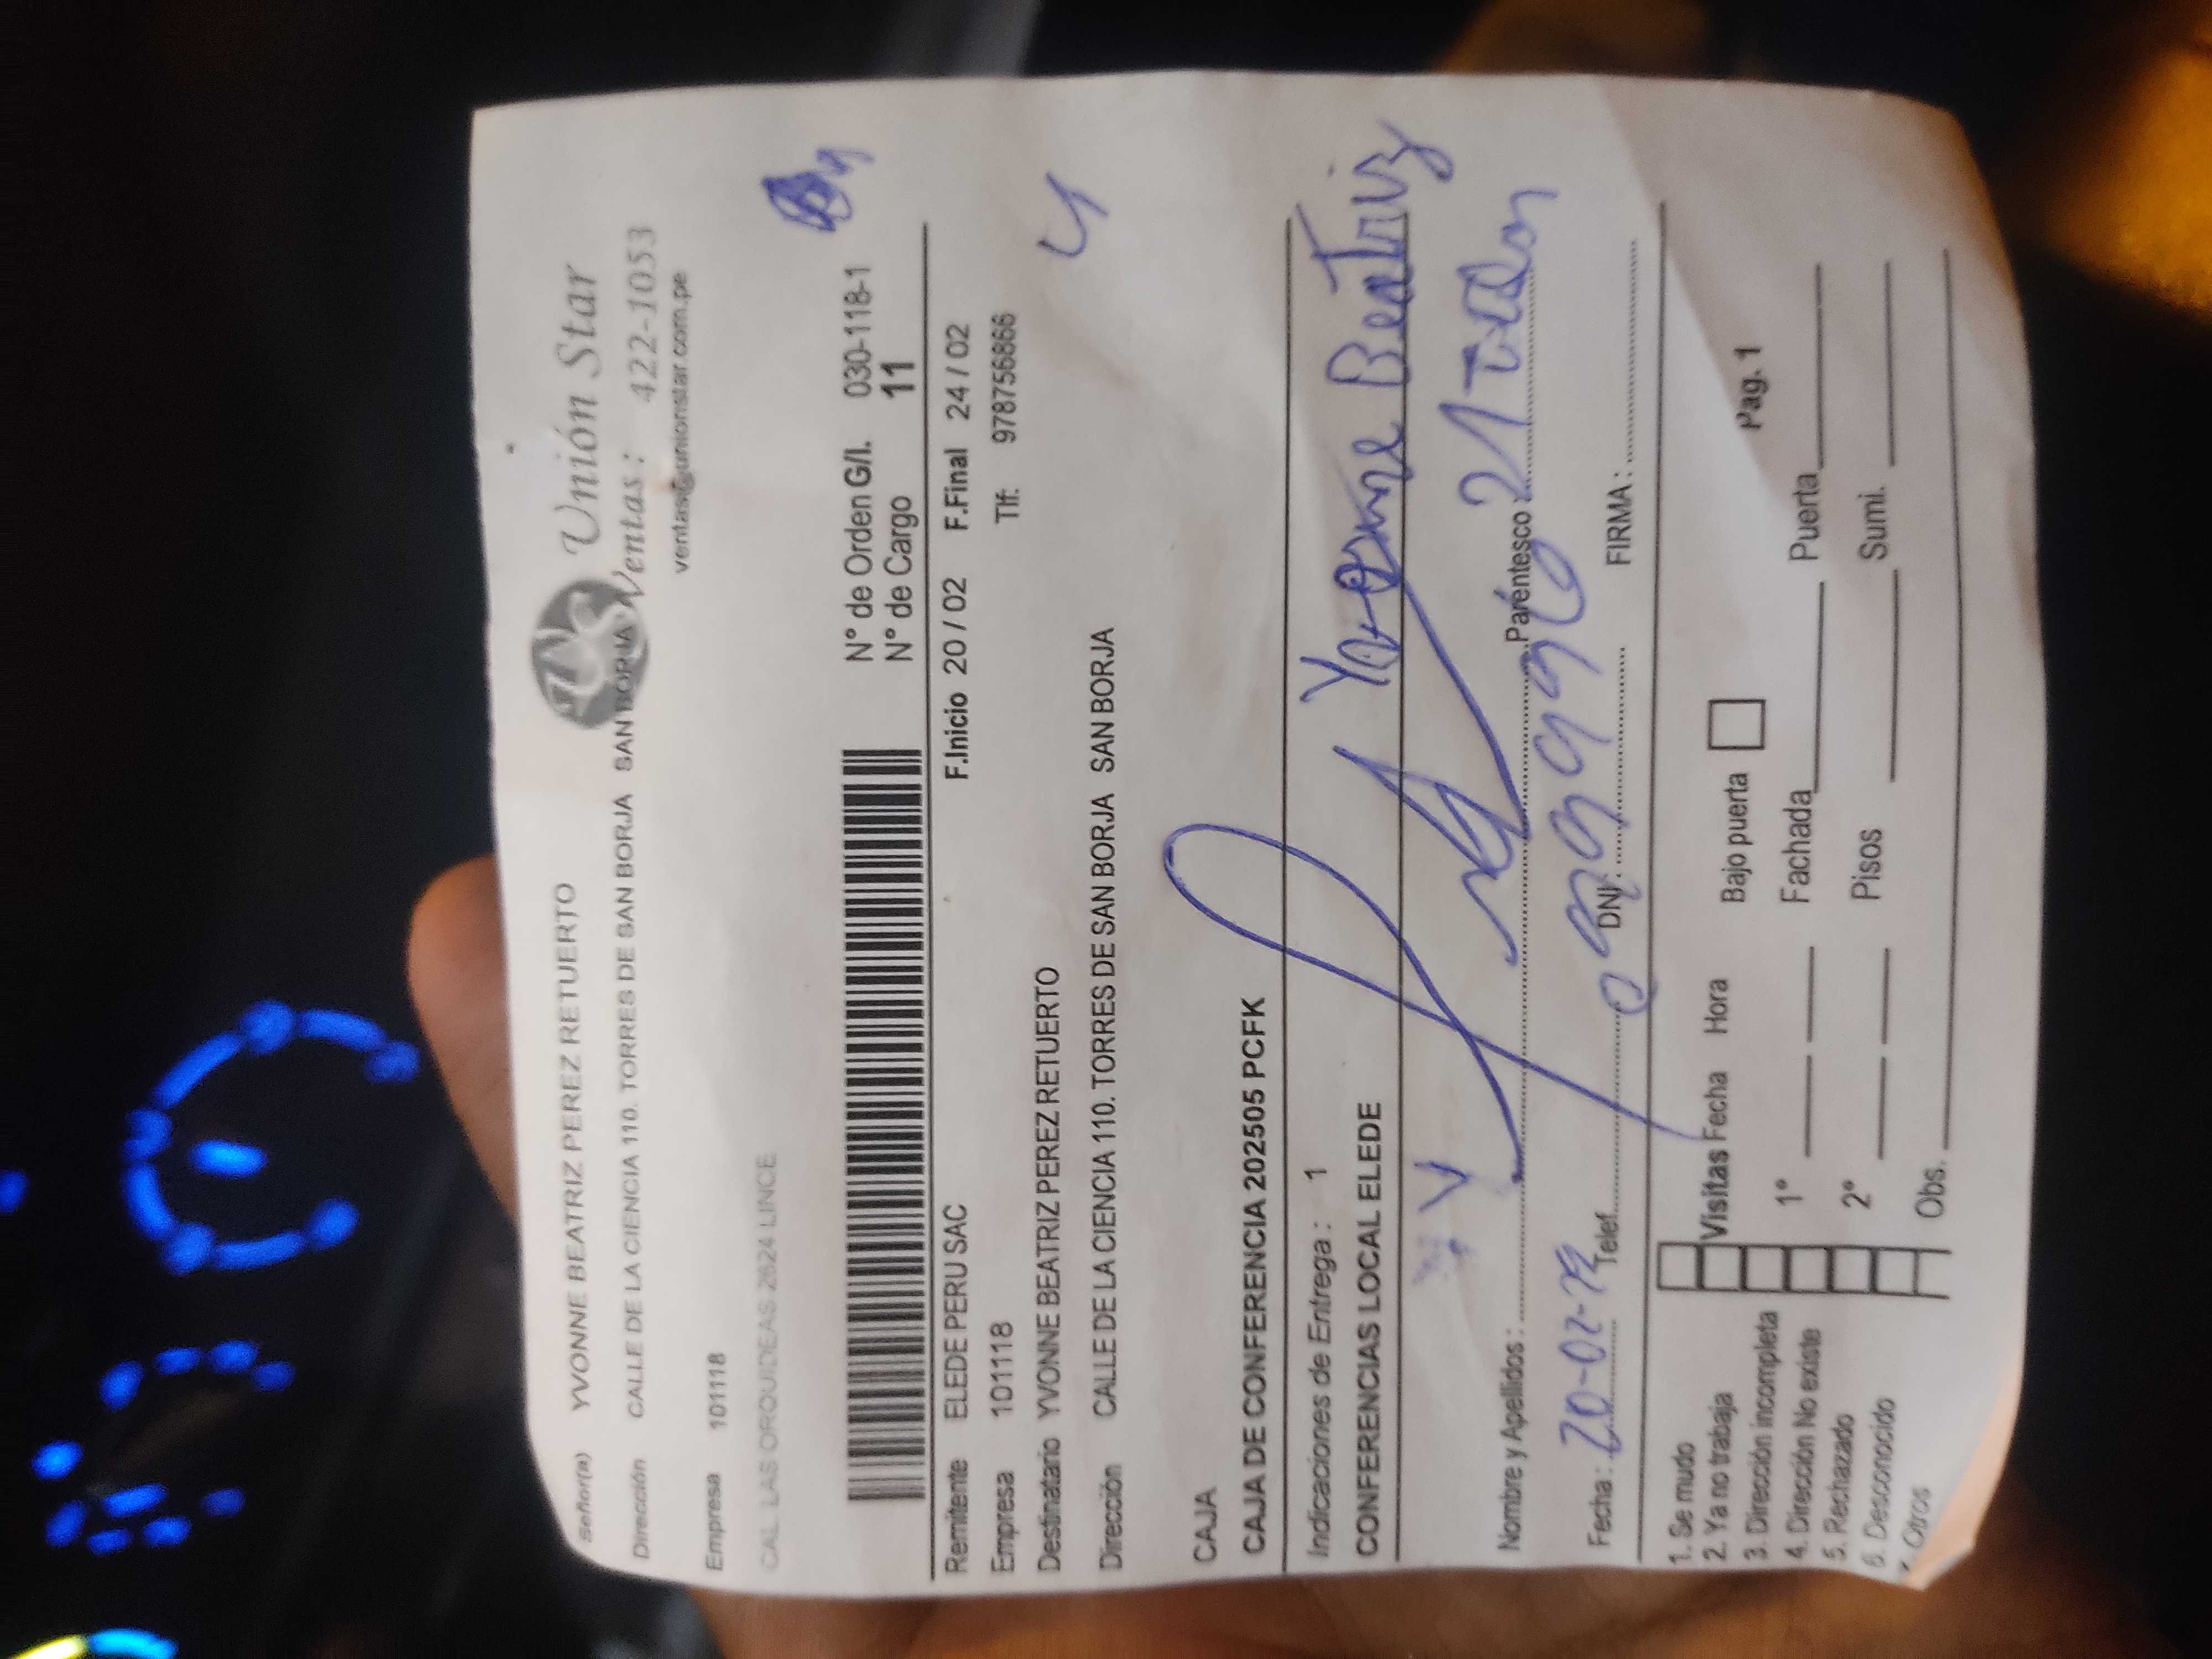 Unión Star
Señor(a) YVONNE BEATRIZ PEREZ RETUERTO
Ventas: 422-1053
Dirección CALLE DE LA CIENCIA 110. TORRES DE SAN BORJA SAN BORJA
ventas@unionstar.com.pe
Empresa 101118
CAL LAS ORQUIDEAS 2624 LINCE
N° de Orden G/I. 030-118-1
N° de Cargo 11
Remitente ELEDE PERU SAC F.Inicio 20 / 02 F.Final 24 / 02
Empresa 101118 Tlf: 978756866
Destinatario YVONNE BEATRIZ PEREZ RETUERTO
Dirección CALLE DE LA CIENCIA 110. TORRES DE SAN BORJA SAN BORJA
CAJA
CAJA DE CONFERENCIA 202505 PCFK
Indicaciones de Entrega : 1
CONFERENCIAS LOCAL ELEDE
Beatriz
Nombre y Apellidos : Paréntesco :
Fecha : Telef. DNI: FIRMA :
1. Se mudo
2. Ya no trabaja Visitas Fecha Hora Bajo puerta Pag. 1
3. Dirección incompleta
4. Dirección No existe 1° Fachada Puerta
5. Rechazado
6. Desconocido 2° Pisos Sumi.
7. Otros Obs.